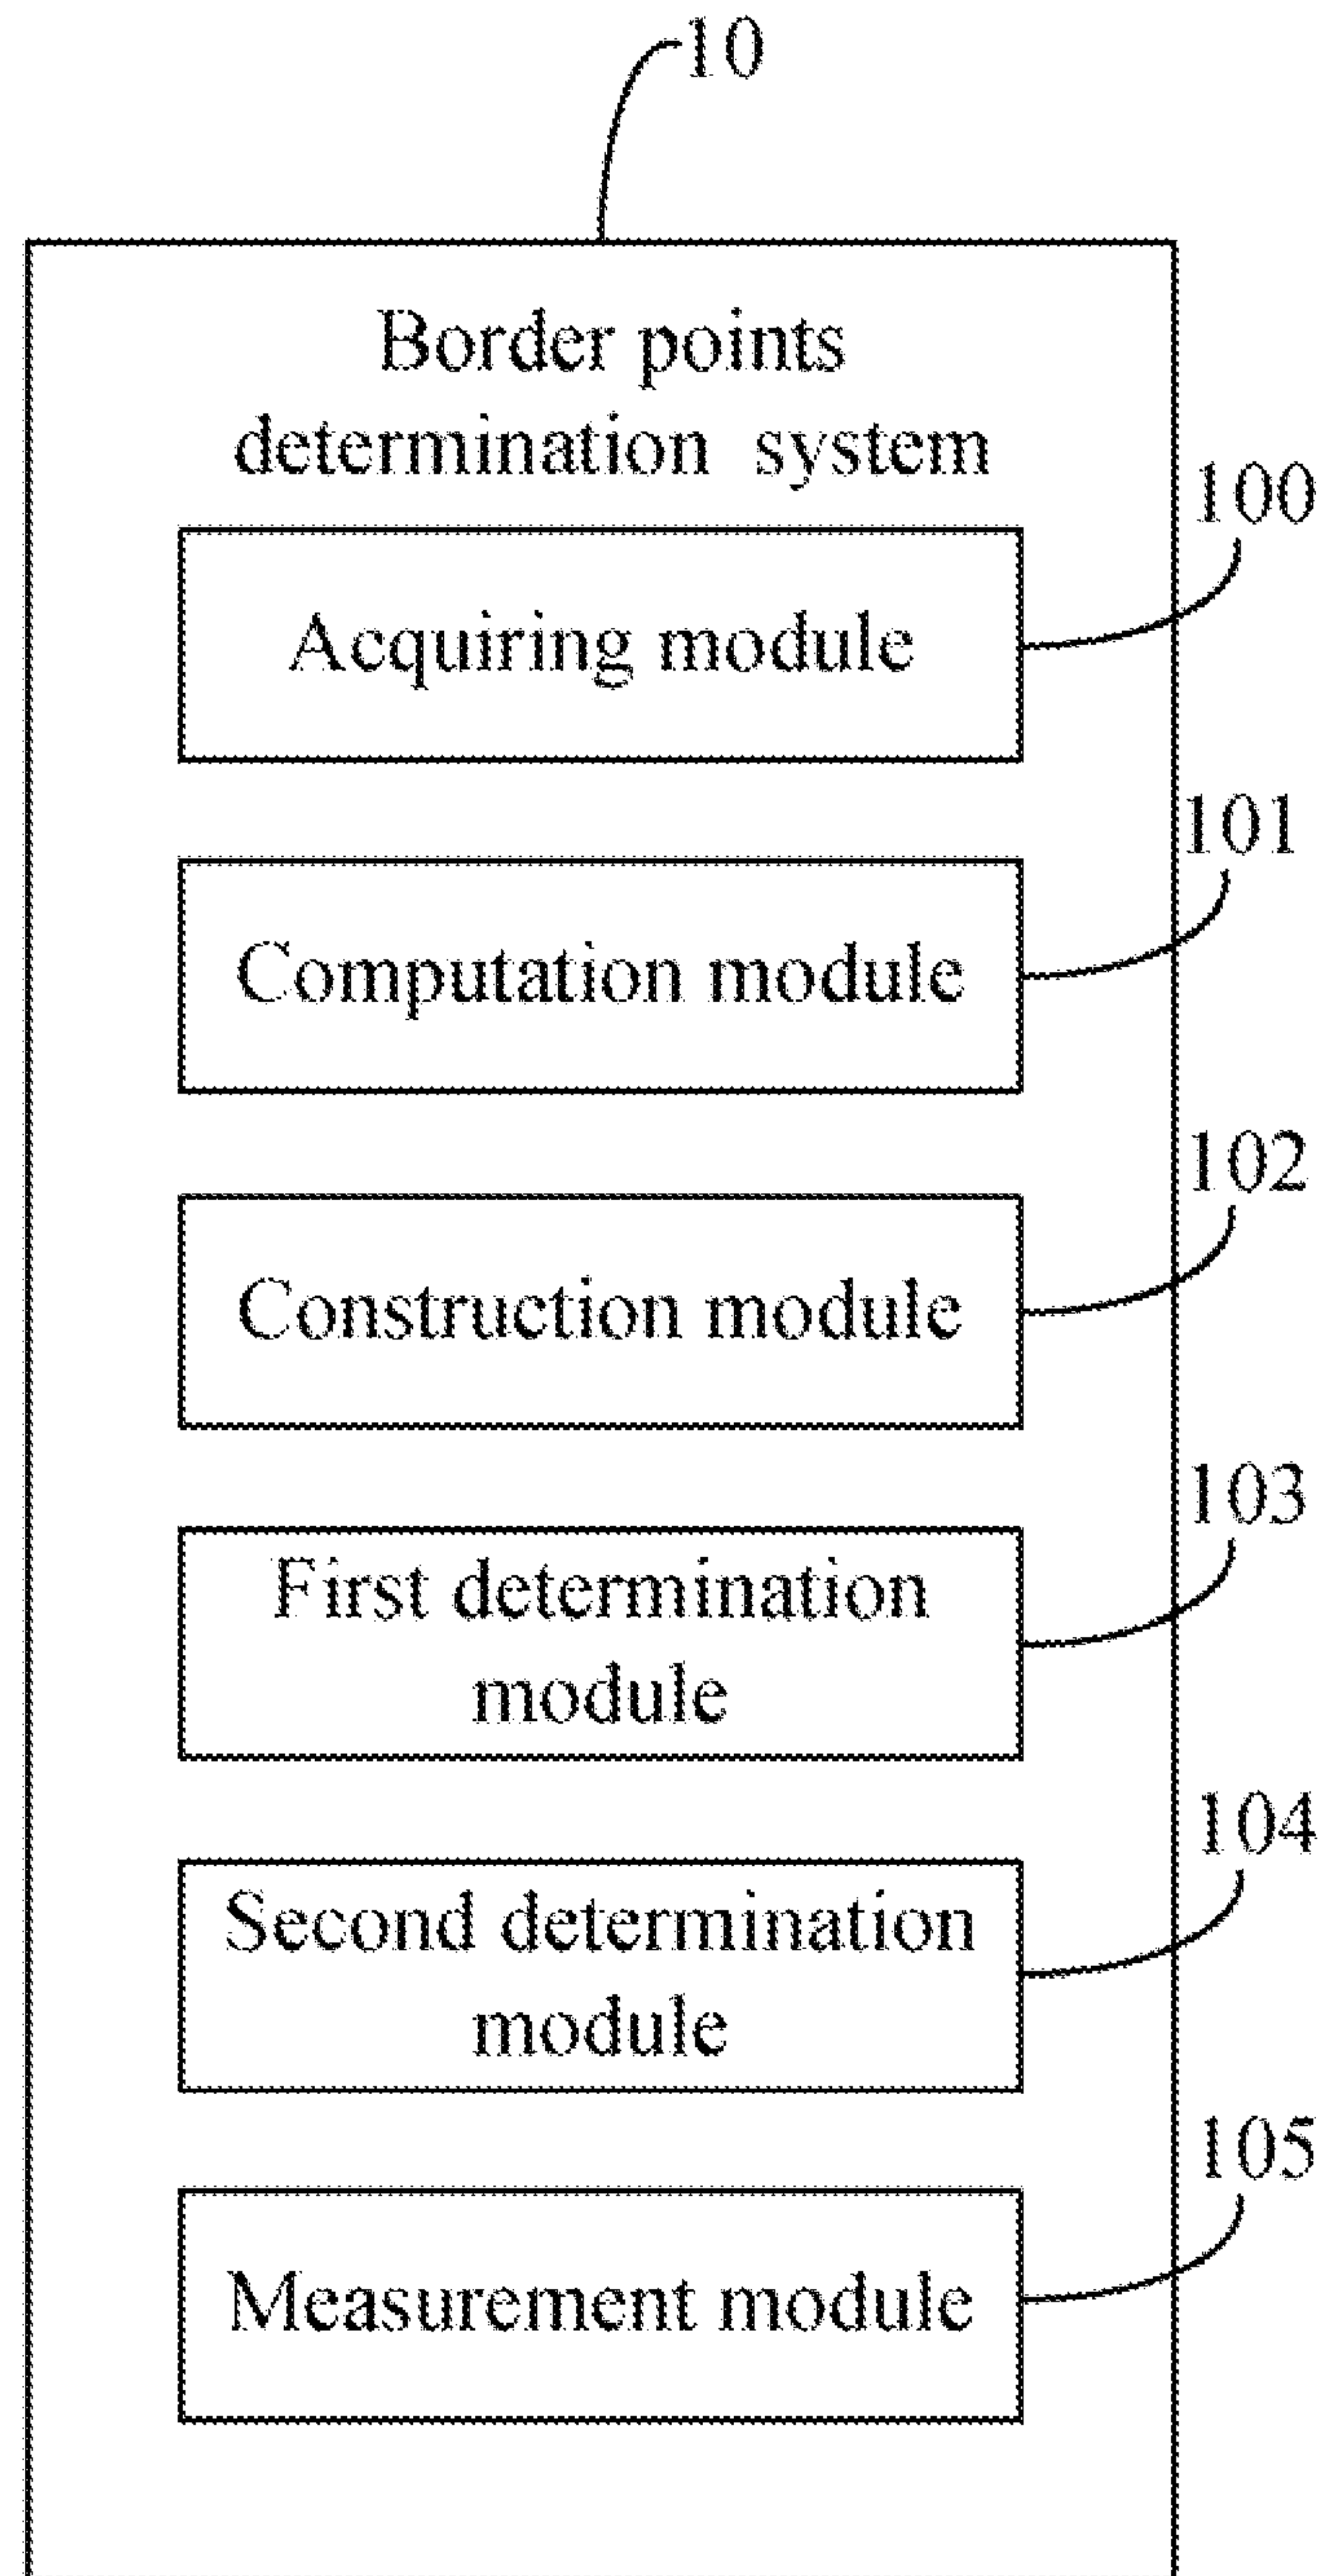 10
Border points
determination system
100
Acquiring module
101
Computation module
102
Construction module
103
First determination
module
104
Second determination
module
105
Measurement module